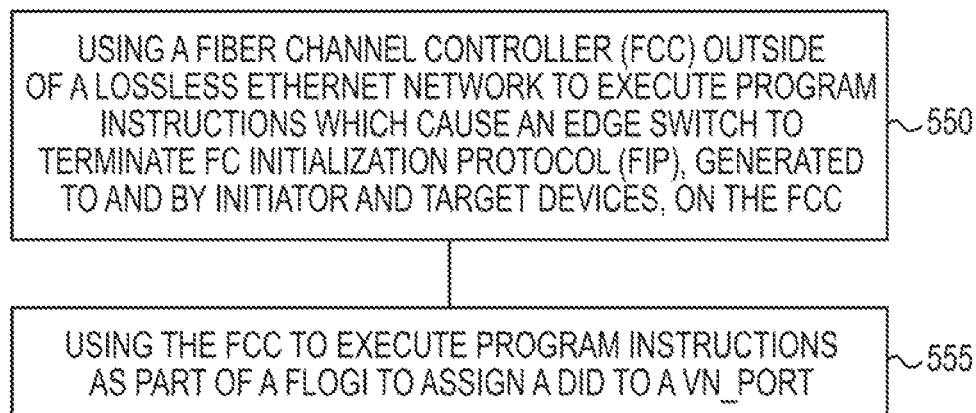 USING A FIBER CHANNEL CONTROLLER (FCC) OUTSIDE
OF A LOSSLESS ETHERNET NETWORK TO EXECUTE PROGRAM
INSTRUCTIONS WHICH CAUSE AN EDGE SWITCH TO
TERMINATE FC INITIALIZATION PROTOCOL (FIP), GENERATED
TO AND BY INITIATOR AND TARGET DEVICES, ON THE FCC
550
USING THE FCC TO EXECUTE PROGRAM INSTRUCTIONS
AS PART OF A FLOGI TO ASSIGN A DID TO A VN_PORT
555